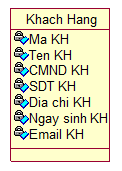 Khach Hang
Ma KH
Ten KH
CMND KH
SDT KH
Dia chi KH
Ngay sinh KH
Email KH